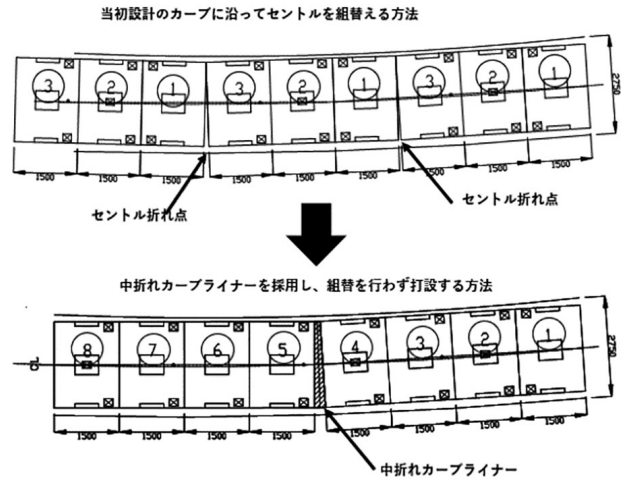 当初設計のカーブに沿ってセントルを組替える方法
3 2 1 3 2 1 3 2 1
2750
1500 1500 1500 1500 1500 1500 1500 1500 1500
セントル折れ点
セントル折れ点
中折れカーブライナーを採用し、組替を行わず打設する方法
8 7 6 5 4 3 2 1
2750
1500 1500 1500 1500 1500 1500 1500 1500
中折れカーブライナー